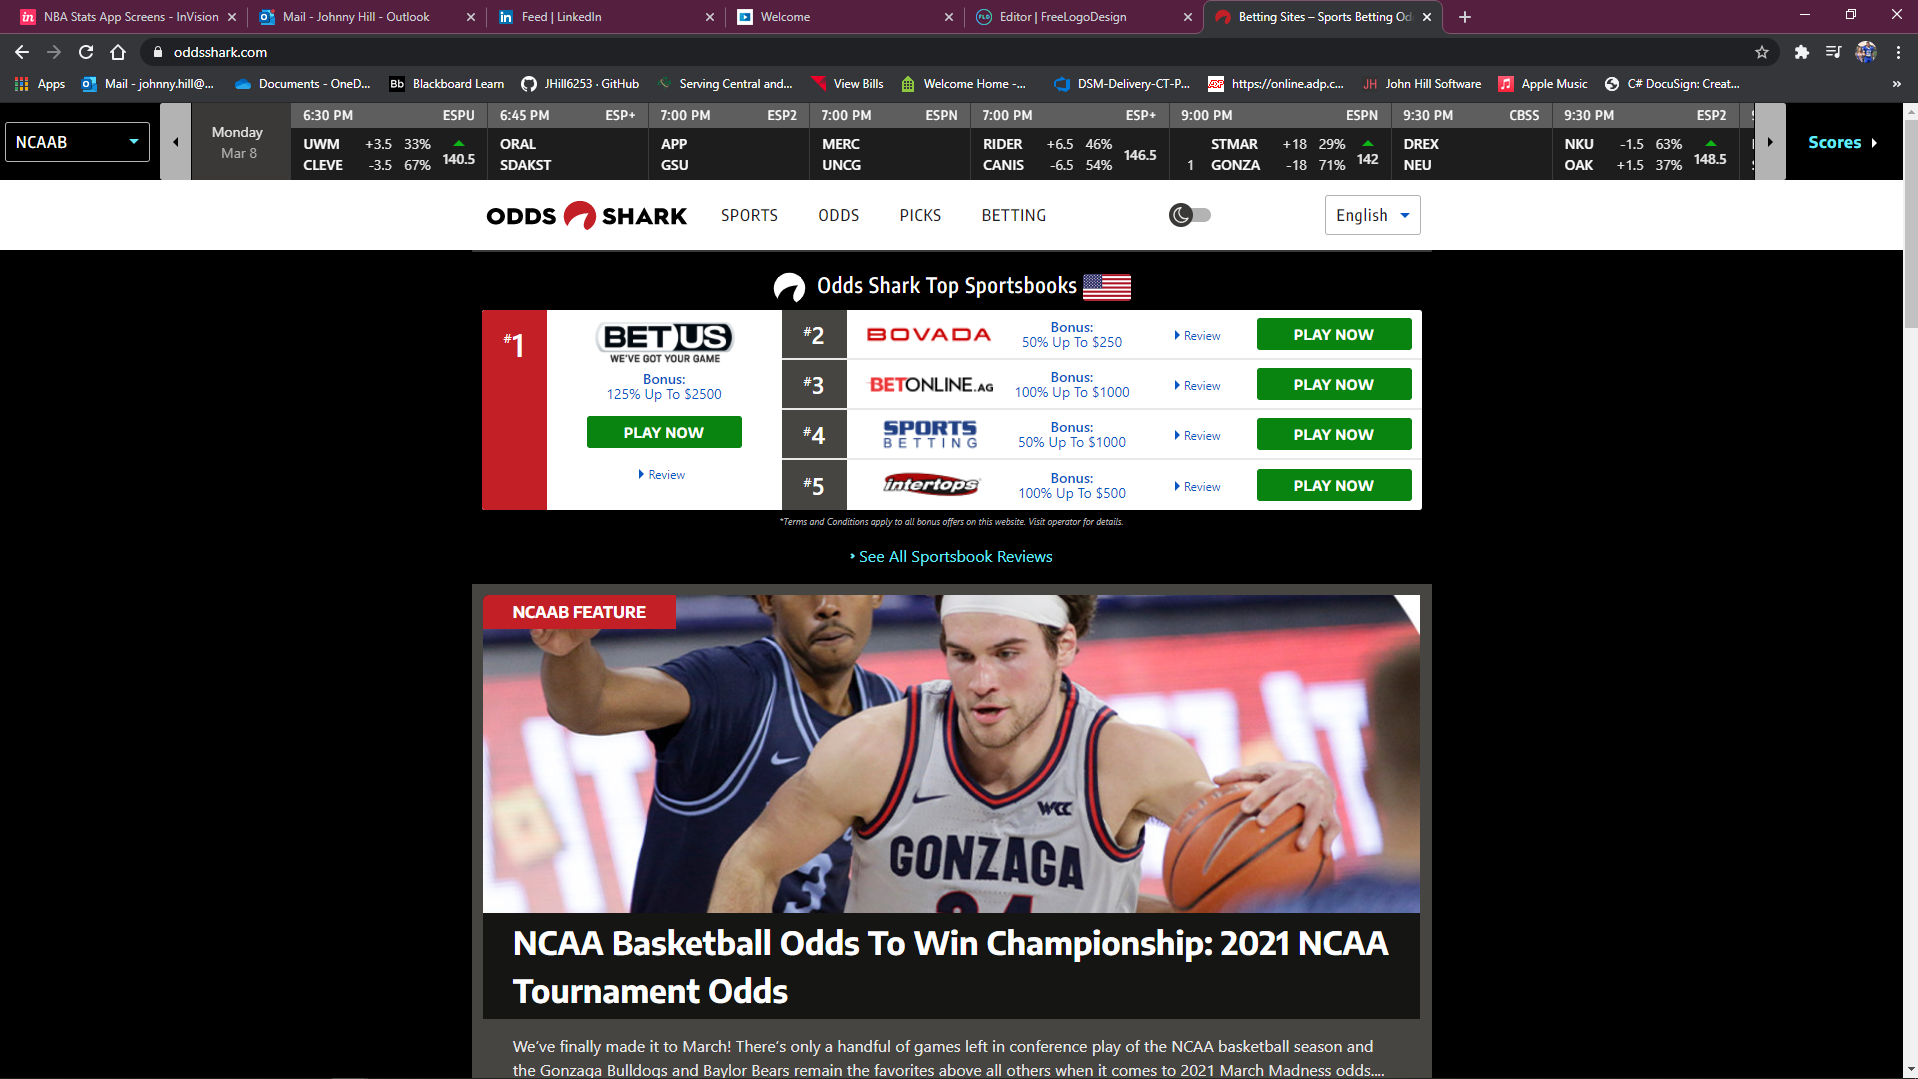 NBA Stats App Screens - InVision
Mail - Johnny Hill - Outlook
Feed | LinkedIn
Welcome
Editor | FreeLogoDesign
Betting Sites – Sports Betting Od
oddsshark.com
Apps
Mail - johnny.hill@...
Documents - OneD...
Bb Blackboard Learn
JHill6253 · GitHub
Serving Central and...
View Bills
Welcome Home -...
DSM-Delivery-CT-P...
https://online.adp.c...
JH John Hill Software
Apple Music
C# DocuSign: Creat...
NCAAB
Monday
Mar 8
6:30 PM ESPU
UWM +3.5 33%
CLEVE -3.5 67%
140.5
6:45 PM ESP+
ORAL
SDAKST
7:00 PM ESP2
APP
GSU
7:00 PM ESPN
MERC
UNCG
7:00 PM ESP+
RIDER +6.5 46%
CANIS -6.5 54%
146.5
9:00 PM ESPN
STMAR +18 29%
1 GONZA -18 71%
142
9:30 PM CBSS
DREX
NEU
9:30 PM ESP2
NKU -1.5 63%
OAK +1.5 37%
148.5
Scores
ODDS SHARK
SPORTS
ODDS
PICKS
BETTING
English
Odds Shark Top Sportsbooks
#1
BETUS
WE'VE GOT YOUR GAME
Bonus:
125% Up To $2500
PLAY NOW
Review
#2
BOVADA
Bonus:
50% Up To $250
Review
PLAY NOW
#3
BETONLINE.AG
Bonus:
100% Up To $1000
Review
PLAY NOW
#4
SPORTS
BETTING
Bonus:
50% Up To $1000
Review
PLAY NOW
#5
intertops
Bonus:
100% Up To $500
Review
PLAY NOW
*Terms and Conditions apply to all bonus offers on this website. Visit operator for details.
See All Sportsbook Reviews
NCAAB FEATURE
WCC
GONZAGA
24
3
NCAA Basketball Odds To Win Championship: 2021 NCAA
Tournament Odds
We've finally made it to March! There's only a handful of games left in conference play of the NCAA basketball season and
the Gonzaga Bulldogs and Baylor Bears remain the favorites above all others when it comes to 2021 March Madness odds....